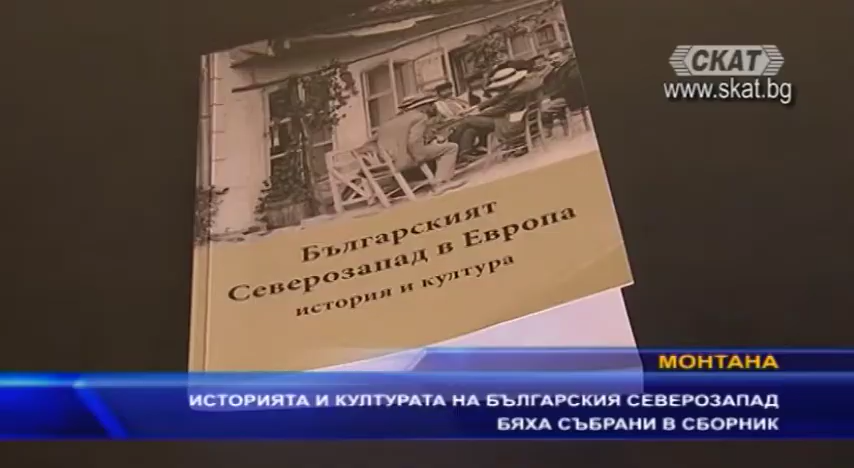 СКАТ
www.skat.bg
Българският
Северозапад в Европа
история и култура
МОНТАНА
ИСТОРИЯТА И КУЛТУРАТА НА БЪЛГАРСКИЯ СЕВЕРОЗАПАД
БЯХА СЪБРАНИ В СБОРНИК